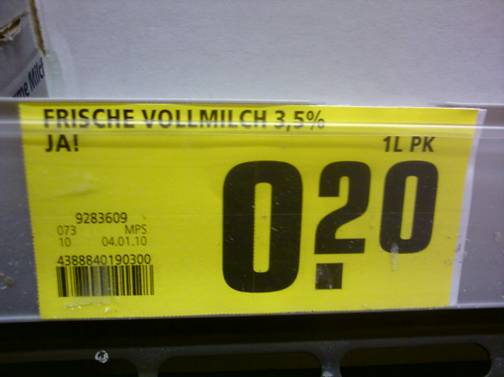 FRISCHE VOLLMILCH 3,5%
JA!
1L PK
0.20
9283609
073 MPS
10 04.01.10
4388840190300